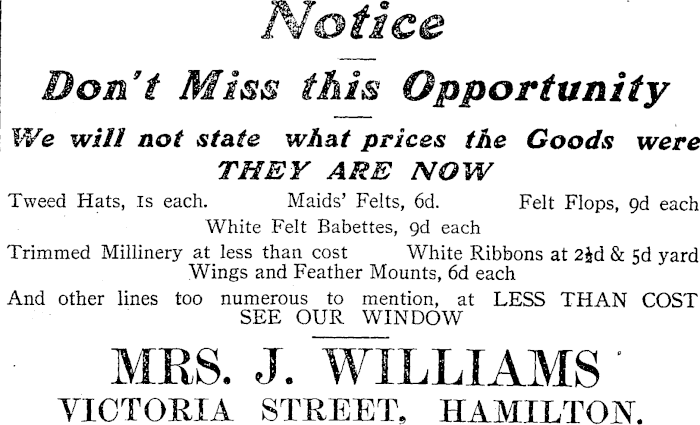 Notice
Don't Miss this Opportunity
We will not state what prices the Goods were
THEY ARE NOW
Tweed Hats, 1s each. Maids' Felts, 6d. Felt Flops, 9d each
White Felt Babettes, 9d each
Trimmed Millinery at less than cost White Ribbons at 2½d & 5d yard
Wings and Feather Mounts, 6d each
And other lines too numerous to mention, at LESS THAN COST
SEE OUR WINDOW
MRS. J. WILLIAMS
VICTORIA STREET, HAMILTON.